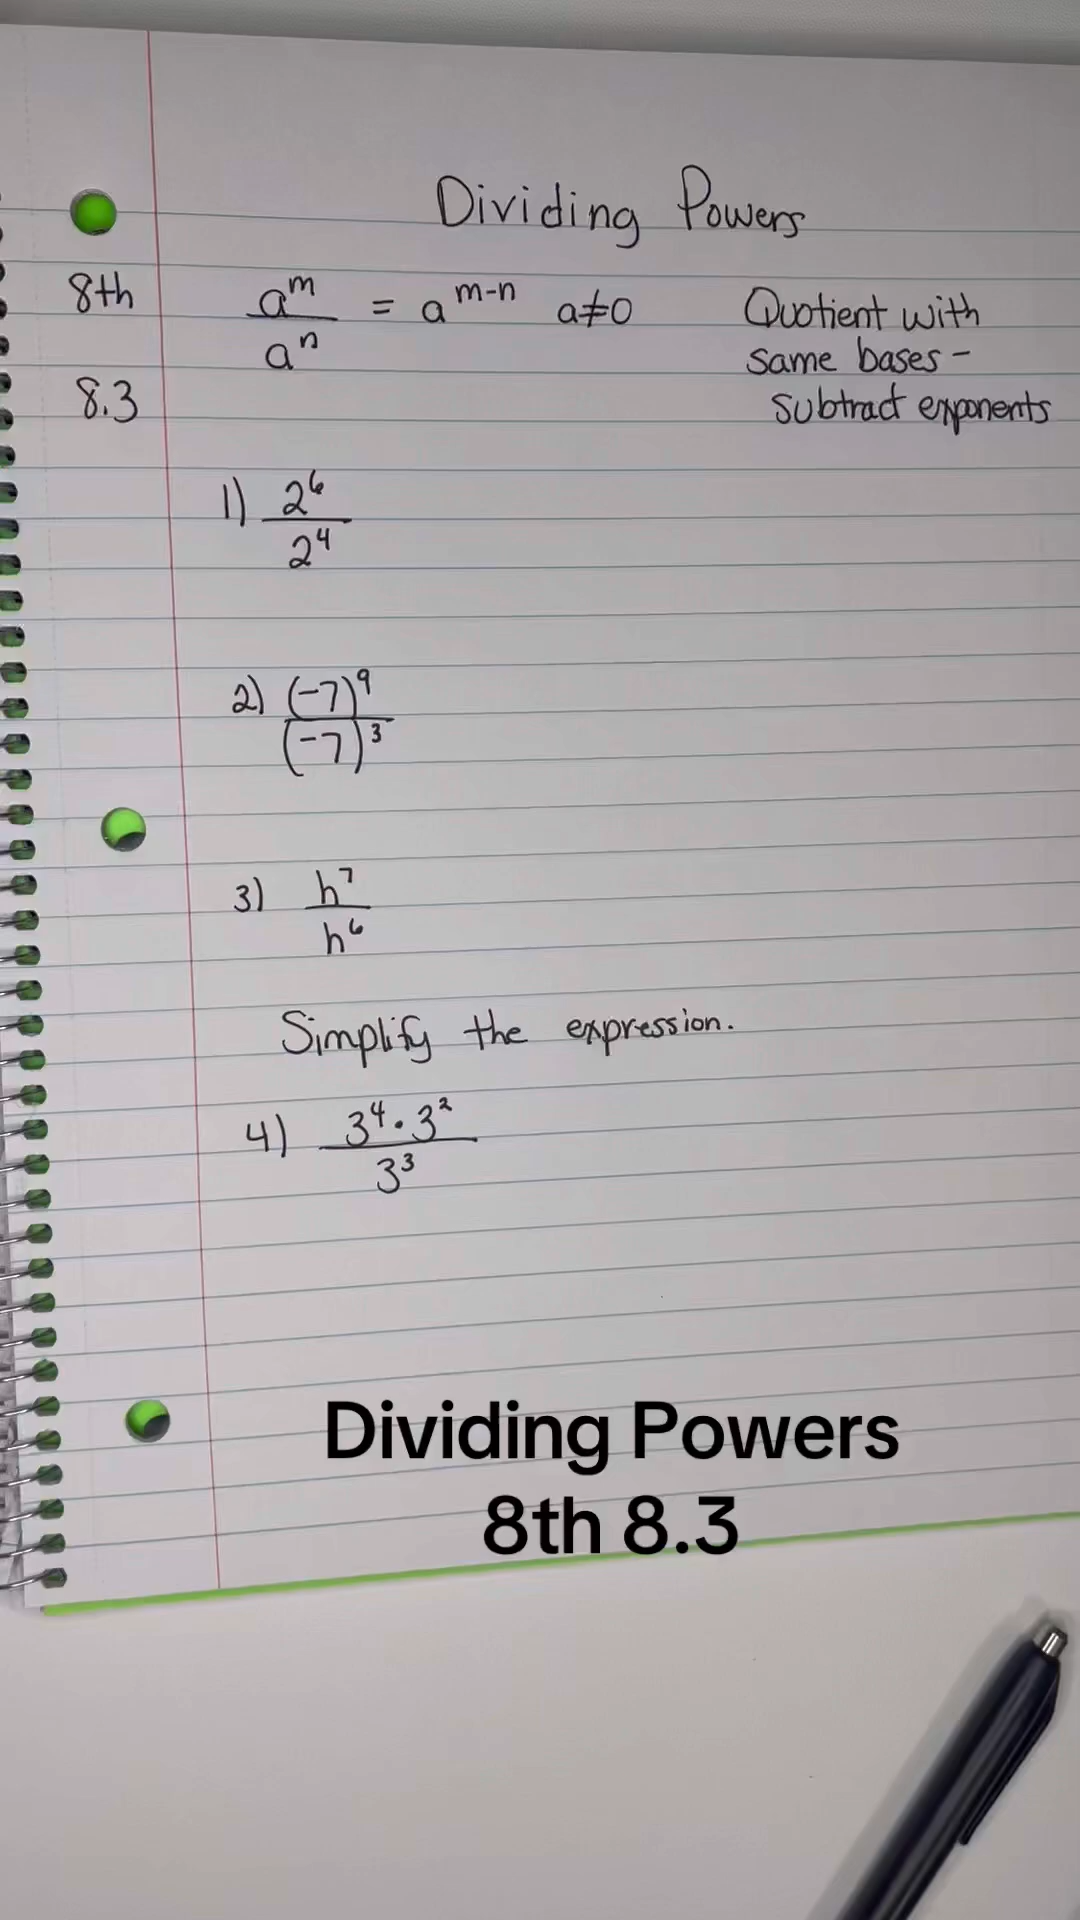 Dividing Powers
8th
a^m / a^n = a^(m-n) a≠0
Quotient with
same bases -
subtract exponents
8.3
1) 2^6 / 2^4
2) (-7)^9 / (-7)^3
3) h^7 / h^6
Simplify the expression.
4) 3^4 · 3^2 / 3^3
Dividing Powers
8th 8.3